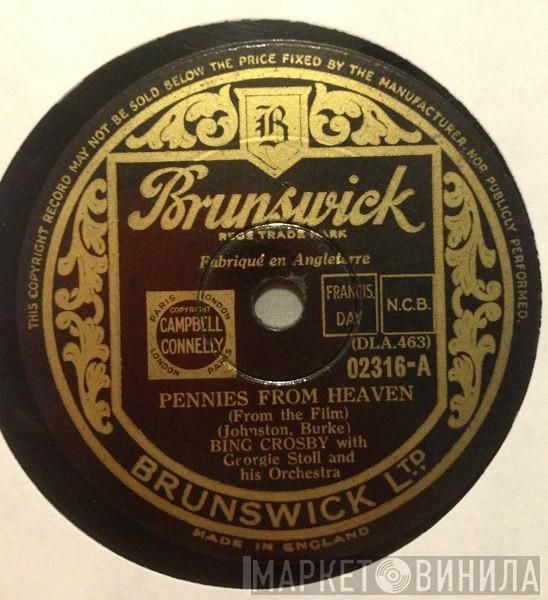 THIS COPYRIGHT RECORD MAY NOT BE SOLD BELOW THE PRICE FIXED BY THE MANUFACTURER, NOR PUBLICLY PERFORMED.
B
Brunswick
REGD TRADE MARK
Fabriqué en Angleterre
PARIS LONDON
COPYRIGHT
CAMPBELL
CONNELLY
LONDON PARIS
FRANCIS,
DAY
N.C.B.
(DLA.463)
02316-A
PENNIES FROM HEAVEN
(From the Film)
(Johnston, Burke)
BING CROSBY with
Georgie Stoll and
his Orchestra
BRUNSWICK LTD.
MADE IN ENGLAND
МАРКЕТ ВИНИЛА